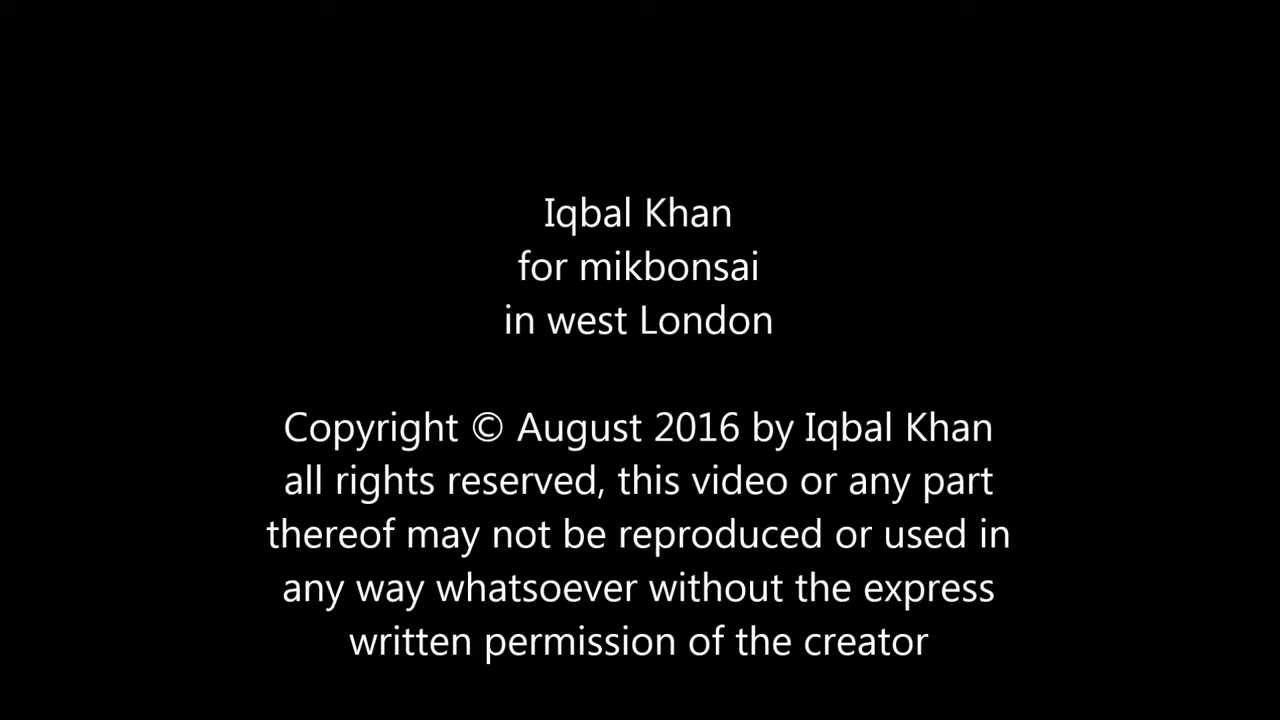 Iqbal Khan
for mikbonsai
in west London
Copyright © August 2016 by Iqbal Khan
all rights reserved, this video or any part
thereof may not be reproduced or used in
any way whatsoever without the express
written permission of the creator